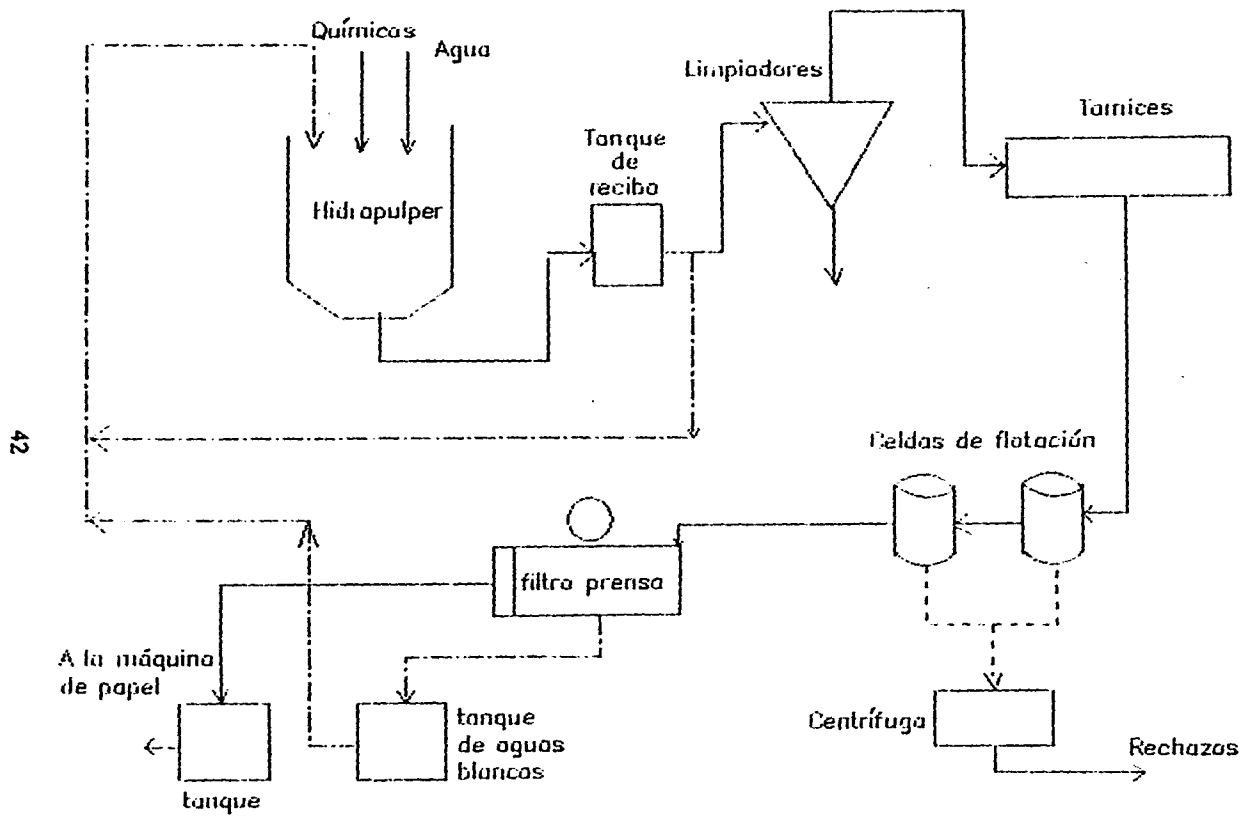 Químicas
Agua
Hidrapulper
Tanque
de
recibo
Limpiadores
Tamices
Celdas de flotación
filtro prensa
A la máquina
de papel
tanque
de aguas
blancas
tanque
Centrífuga
Rechazos
42